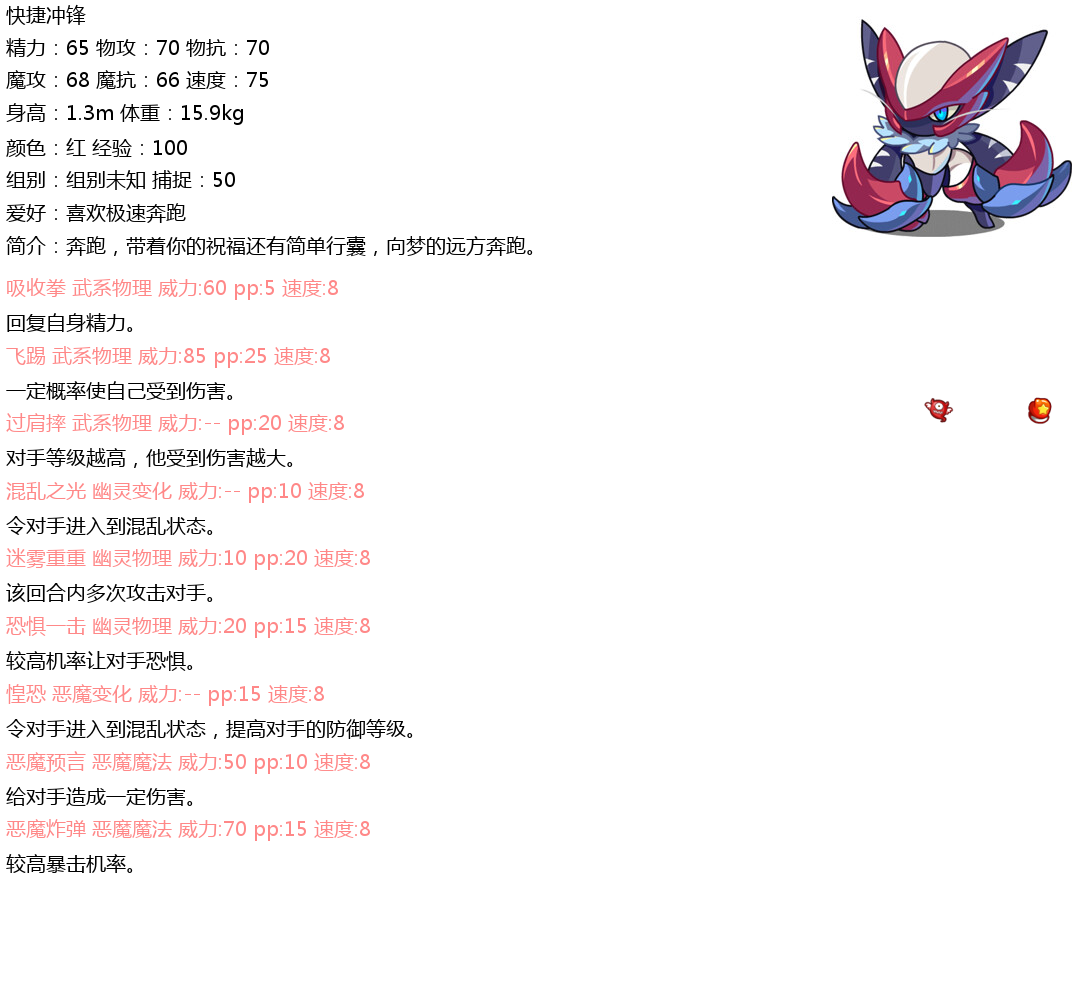 快捷冲锋
精力：65 物攻：70 物抗：70
魔攻：68 魔抗：66 速度：75
身高：1.3m 体重：15.9kg
颜色：红 经验：100
组别：组别未知 捕捉：50
爱好：喜欢极速奔跑
简介：奔跑，带着你的祝福还有简单行囊，向梦的远方奔跑。
吸收拳 武系物理 威力:60 pp:5 速度:8
回复自身精力。
飞踢 武系物理 威力:85 pp:25 速度:8
一定概率使自己受到伤害。
过肩摔 武系物理 威力:-- pp:20 速度:8
对手等级越高，他受到伤害越大。
混乱之光 幽灵变化 威力:-- pp:10 速度:8
令对手进入到混乱状态。
迷雾重重 幽灵物理 威力:10 pp:20 速度:8
该回合内多次攻击对手。
恐惧一击 幽灵物理 威力:20 pp:15 速度:8
较高机率让对手恐惧。
惶恐 恶魔变化 威力:-- pp:15 速度:8
令对手进入到混乱状态，提高对手的防御等级。
恶魔预言 恶魔魔法 威力:50 pp:10 速度:8
给对手造成一定伤害。
恶魔炸弹 恶魔魔法 威力:70 pp:15 速度:8
较高暴击机率。